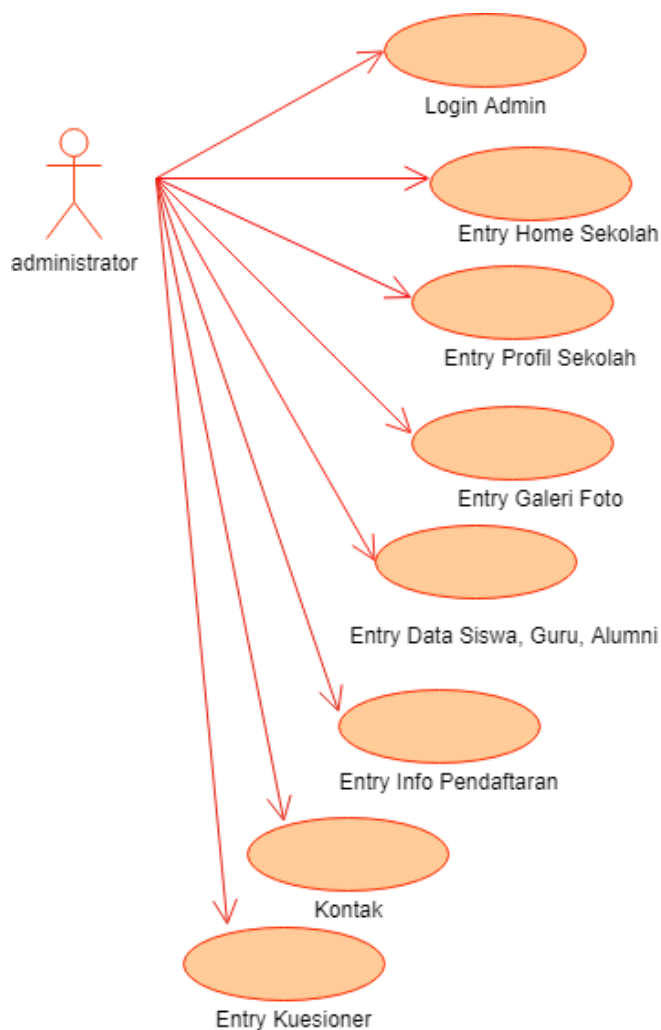 Login Admin
administrator
Entry Home Sekolah
Entry Profil Sekolah
Entry Galeri Foto
Entry Data Siswa, Guru, Alumni
Entry Info Pendaftaran
Kontak
Entry Kuesioner